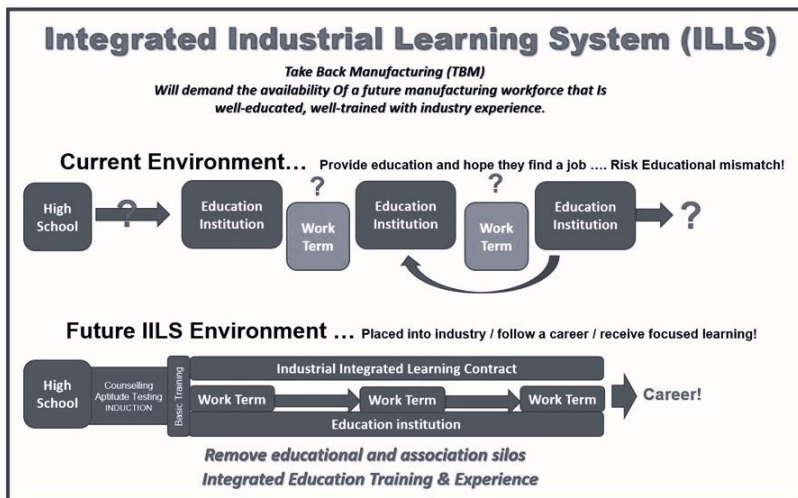 Integrated Industrial Learning System (ILLS)
Take Back Manufacturing (TBM)
Will demand the availability Of a future manufacturing workforce that Is
well-educated, well-trained with industry experience.
Current Environment... Provide education and hope they find a job .... Risk Educational mismatch!
High
School
?
Education
Institution
?
Work
Term
Education
Institution
?
Work
Term
Education
Institution
?
Future IILS Environment ... Placed into industry / follow a career / receive focused learning!
High
School
Counselling
Aptitude Testing
INDUCTION
Basic Training
Industrial Integrated Learning Contract
Work Term
Work Term
Work Term
Education institution
Career!
Remove educational and association silos
Integrated Education Training & Experience